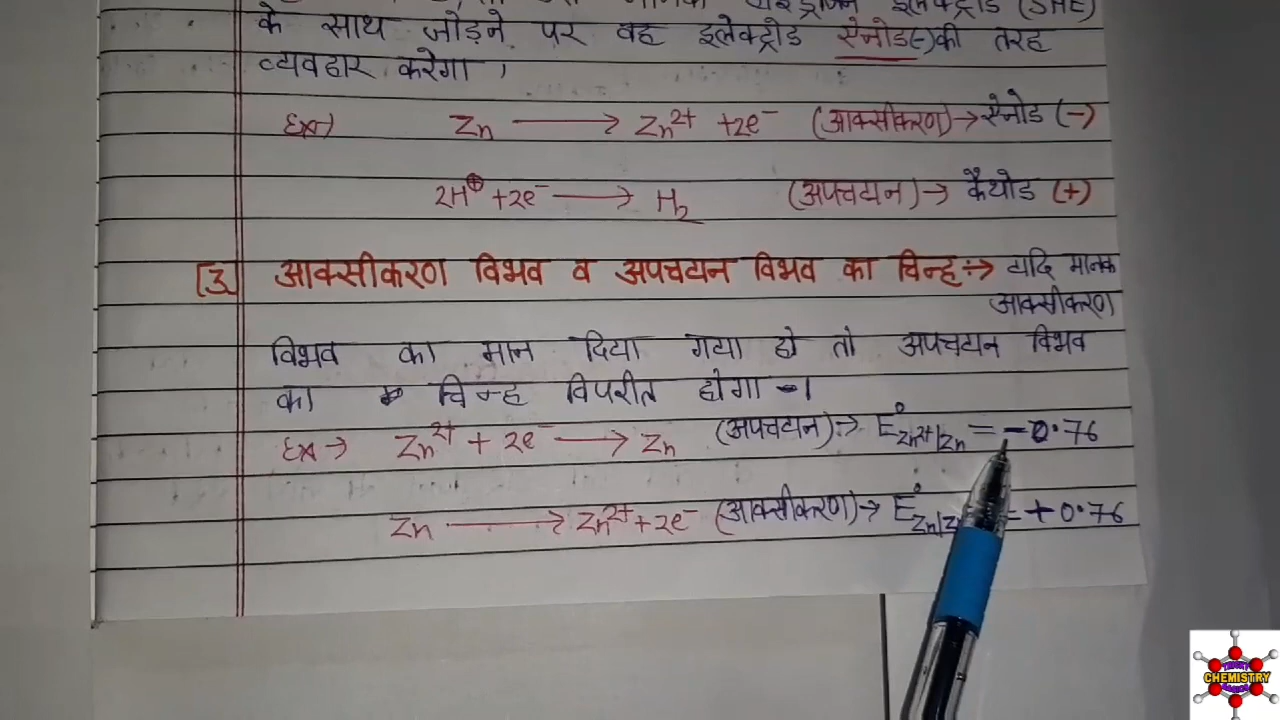 इलेक्ट्रोड (SHE)
के साथ जोड़ने पर वह इलेक्ट्रोड ऐनोड(-)की तरह
व्यवहार करेगा ,
Ex→ Zn ⟶ Zn²⁺ +2e⁻ (आक्सीकरण)→ऐनोड (-)
2H⊕ +2e⁻ ⟶ H₂ (अपचयन)→ कैथोड (+)
[3] आक्सीकरण विभव व अपचयन विभव का चिन्ह ÷→ यदि मानक
आक्सीकरण
विभव का मान दिया गया हो तो अपचयन विभव
का चिन्ह विपरीत होगा -।
Ex → Zn²⁺ + 2e⁻ ⟶ Zn (अपचयन)÷→ E°Zn²⁺|Zn = -0.76
Zn ⟶ Zn²⁺+2e⁻ (आक्सीकरण)→ E°Zn|Z = +0.76
CHEMISTRY